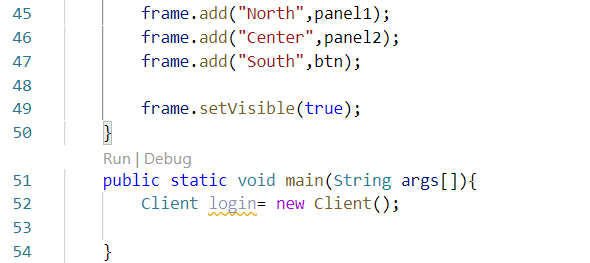 45 frame.add("North",panel1);
46 frame.add("Center",panel2);
47 frame.add("South",btn);
48
49 frame.setVisible(true);
50 }
Run | Debug
51 public static void main(String args[]){
52 Client login= new Client();
53
54 }